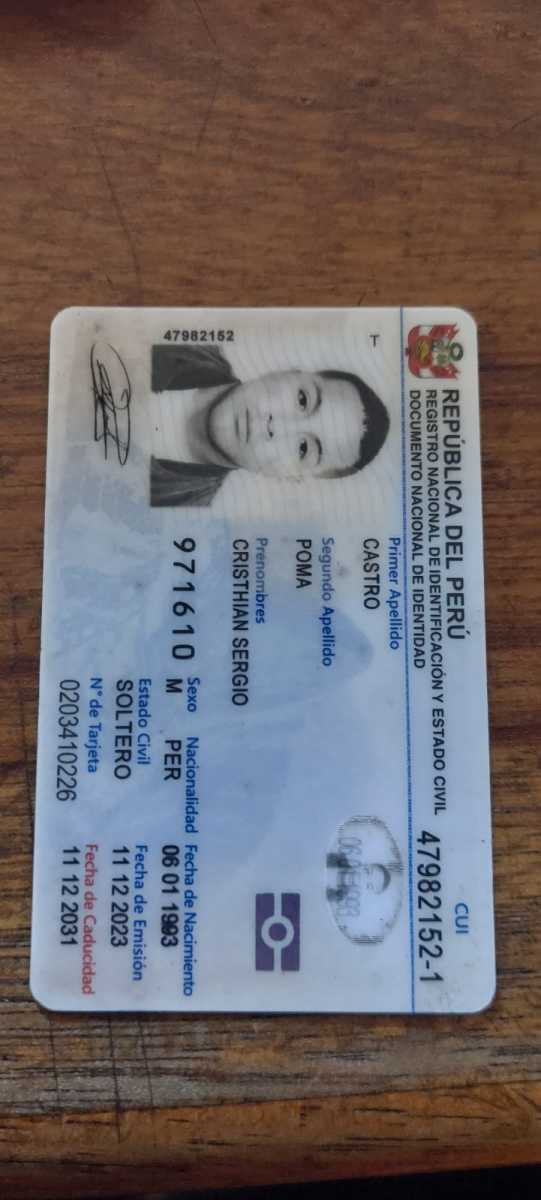 REPÚBLICA DEL PERÚ
REGISTRO NACIONAL DE IDENTIFICACIÓN Y ESTADO CIVIL
DOCUMENTO NACIONAL DE IDENTIDAD
CUI
47982152-1
T
47982152
Primer Apellido
CASTRO
Segundo Apellido
POMA
Prenombres
CRISTHIAN SERGIO
971610
Sexo Nacionalidad Fecha de Nacimiento
M PER 06 01 1993
Estado Civil Fecha de Emisión
SOLTERO 11 12 2023
N° de Tarjeta Fecha de Caducidad
0203410226 11 12 2031
06011993